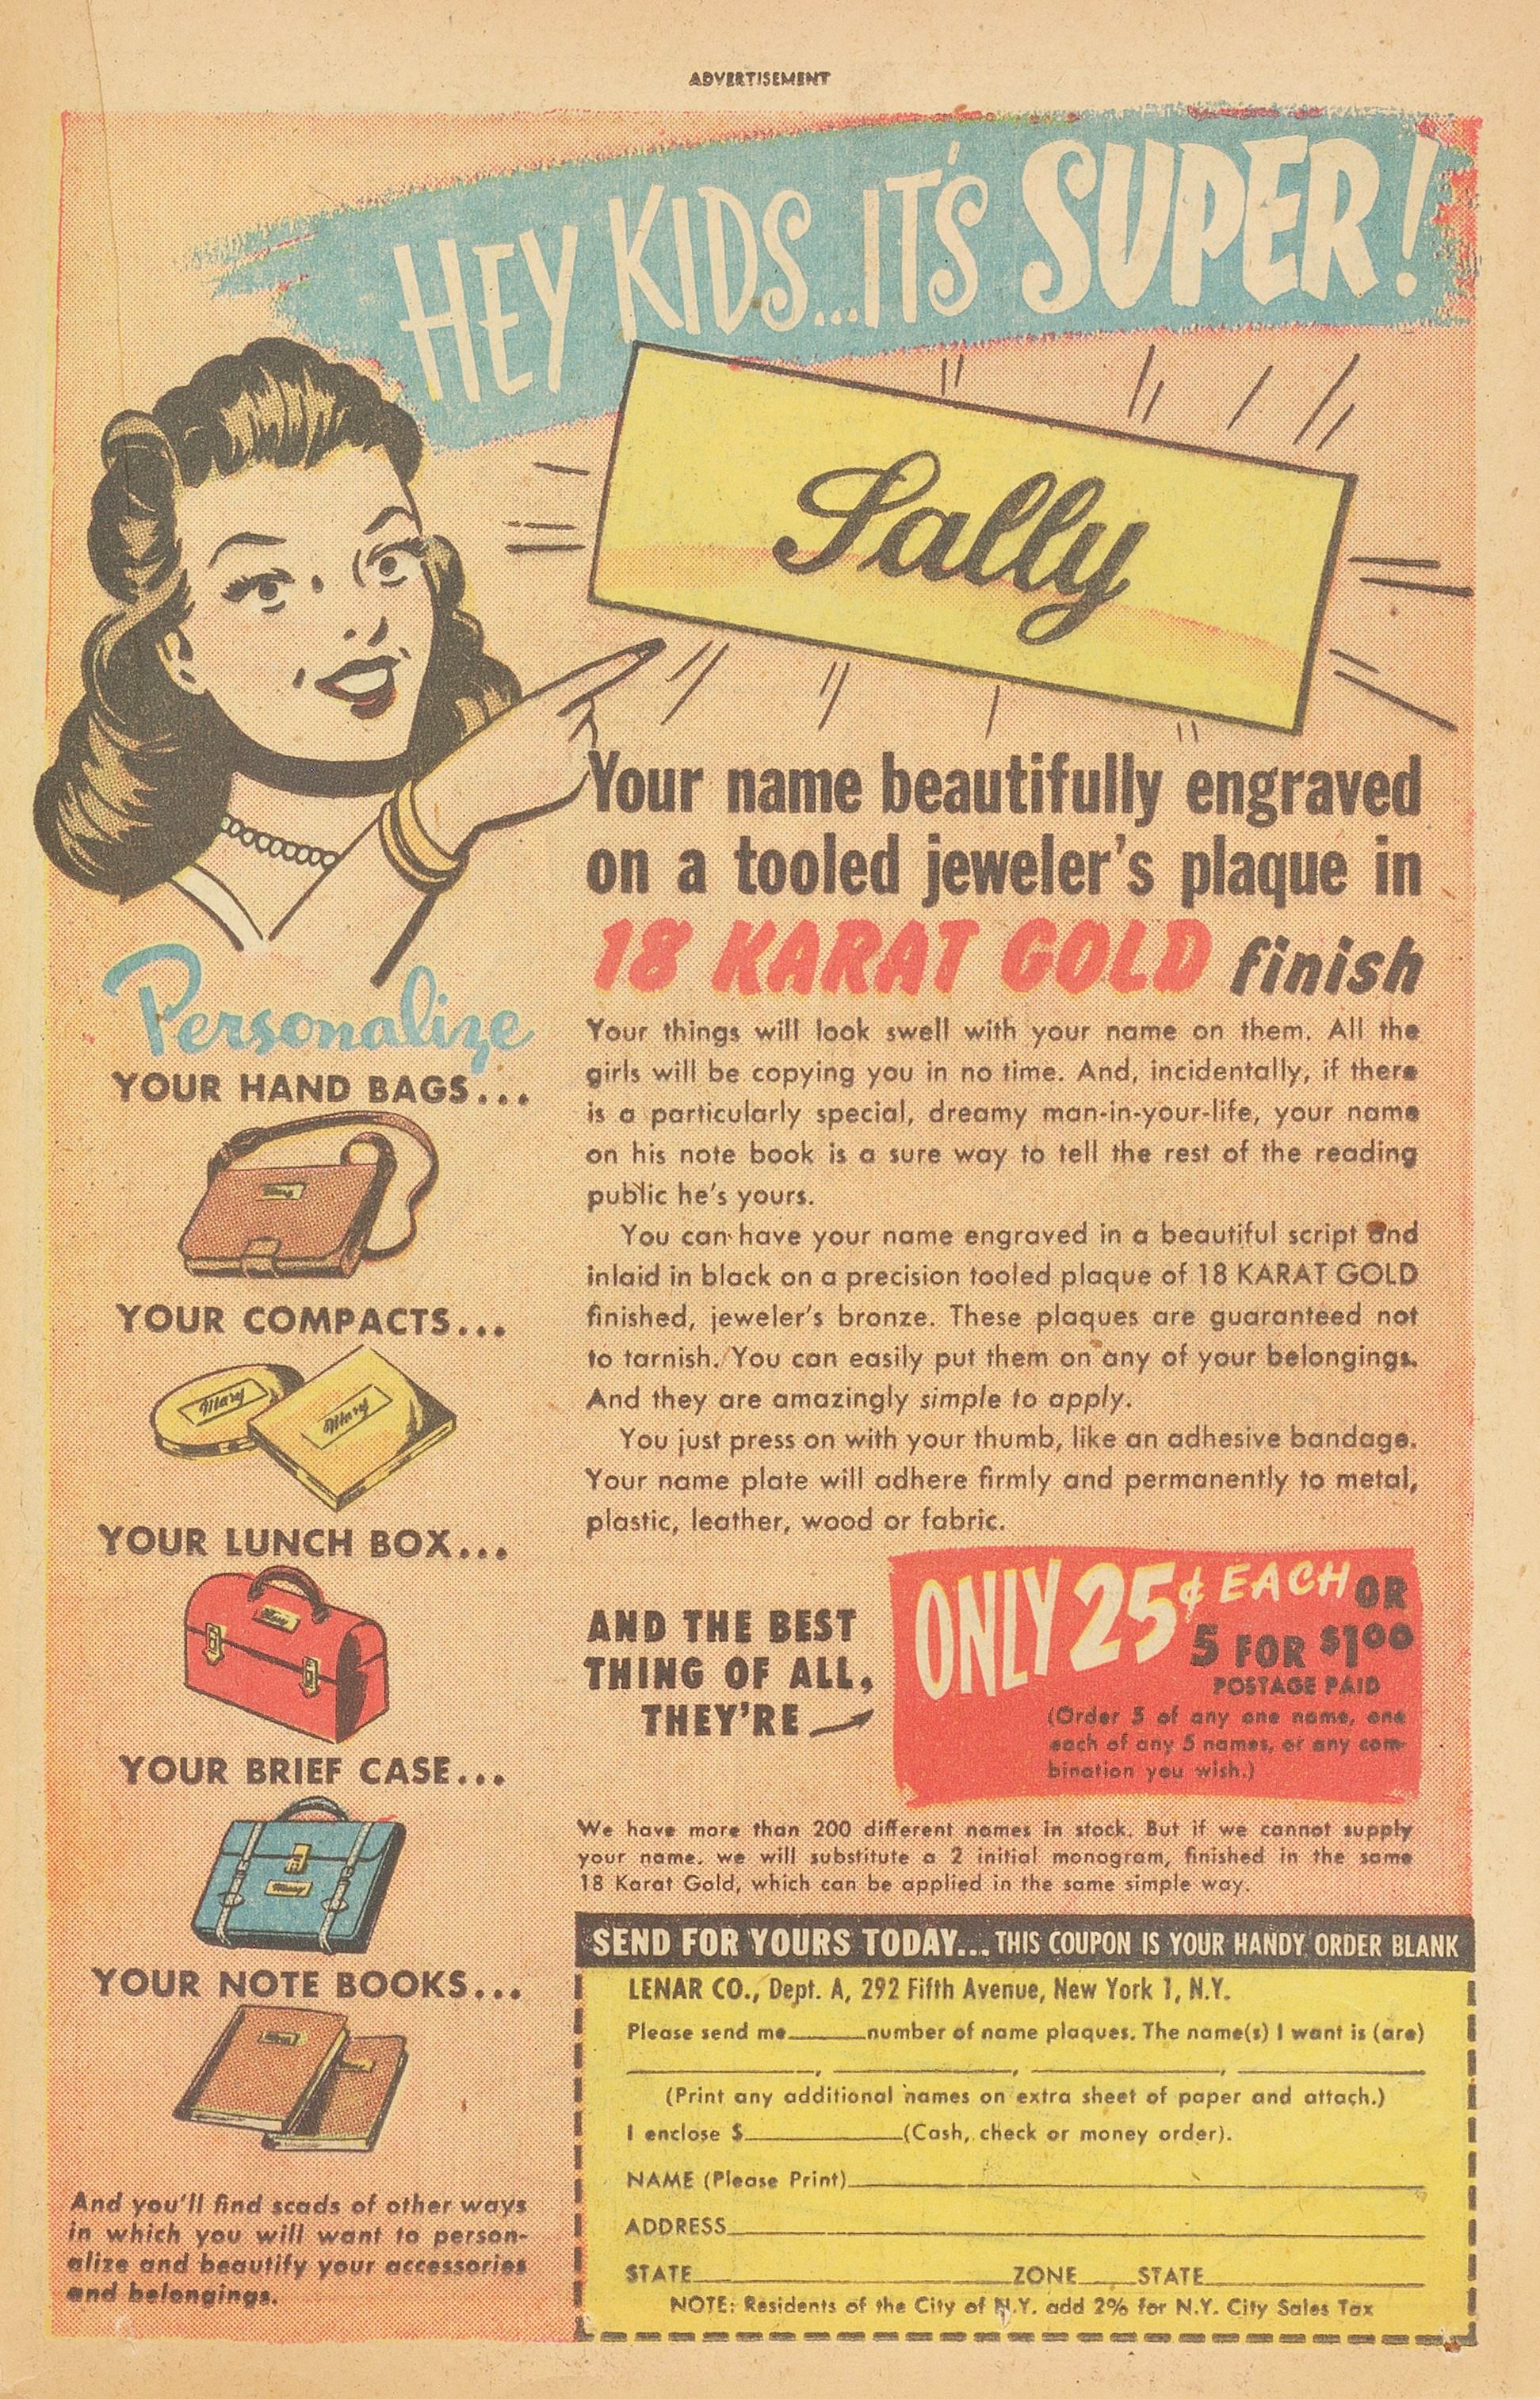 ADVERTISEMENT
HEY KIDS...IT'S SUPER!
Sally
Your name beautifully engraved
on a tooled jeweler's plaque in
18 KARAT GOLD finish
Your things will look swell with your name on them. All the
girls will be copying you in no time. And, incidentally, if there
is a particularly special, dreamy man-in-your-life, your name
on his note book is a sure way to tell the rest of the reading
public he's yours.
You can have your name engraved in a beautiful script and
inlaid in black on a precision tooled plaque of 18 KARAT GOLD
finished, jeweler's bronze. These plaques are guaranteed not
to tarnish. You can easily put them on any of your belongings.
And they are amazingly simple to apply.
You just press on with your thumb, like an adhesive bandage.
Your name plate will adhere firmly and permanently to metal,
plastic, leather, wood or fabric.
Personalize
YOUR HAND BAGS...
Mary
YOUR COMPACTS...
Mary
Mary
YOUR LUNCH BOX...
Mary
YOUR BRIEF CASE...
Mary
YOUR NOTE BOOKS...
And you'll find scads of other ways
in which you will want to person-
alize and beautify your accessories
and belongings.
AND THE BEST
THING OF ALL,
THEY'RE
ONLY 25¢ EACH OR
5 FOR $1.00
POSTAGE PAID
(Order 5 of any one name, one
each of any 5 names, or any com-
bination you wish.)
We have more than 200 different names in stock. But if we cannot supply
your name, we will substitute a 2 initial monogram, finished in the same
18 Karat Gold, which can be applied in the same simple way.
SEND FOR YOURS TODAY... THIS COUPON IS YOUR HANDY ORDER BLANK
LENAR CO., Dept. A, 292 Fifth Avenue, New York 1, N.Y.
Please send me______number of name plaques. The name(s) I want is (are)
______, ______, ______, ______
(Print any additional names on extra sheet of paper and attach.)
I enclose $______(Cash, check or money order).
NAME (Please Print)______
ADDRESS______
STATE______ZONE______STATE______
NOTE: Residents of the City of N.Y. add 2% for N.Y. City Sales Tax